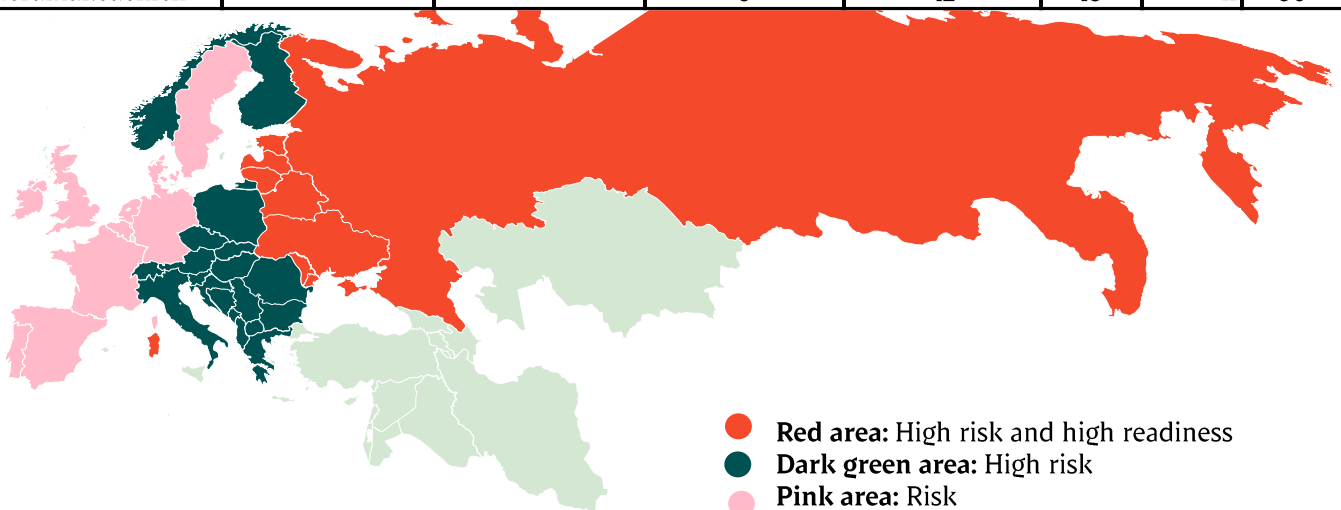 Red area: High risk and high readiness
Dark green area: High risk
Pink area: Risk